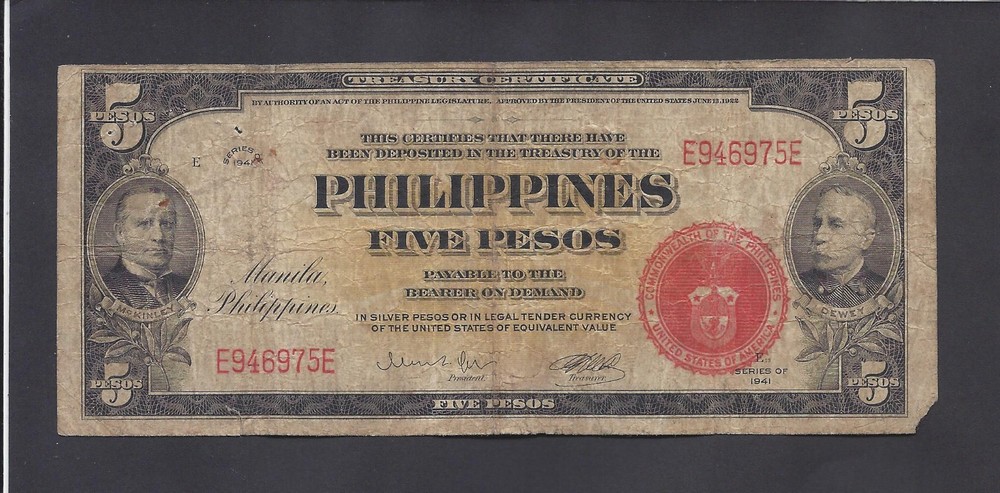 TREASURY CERTIFICATE
BY AUTHORITY OF AN ACT OF THE PHILIPPINE LEGISLATURE, APPROVED BY THE PRESIDENT OF THE UNITED STATES JUNE 13, 1922
5 PESOS
5 PESOS
THIS CERTIFIES THAT THERE HAVE
BEEN DEPOSITED IN THE TREASURY OF THE
E
SERIES OF
1941
E946975E
PHILIPPINES
FIVE PESOS
PAYABLE TO THE
BEARER ON DEMAND
Manila,
Philippines.
IN SILVER PESOS OR IN LEGAL TENDER CURRENCY
OF THE UNITED STATES OF EQUIVALENT VALUE
COMMONWEALTH OF THE PHILIPPINES
UNITED STATES OF AMERICA
McKINLEY
DEWEY
E946975E
President.
Treasurer.
E
SERIES OF
1941
PESOS 5
FIVE PESOS
PESOS 5